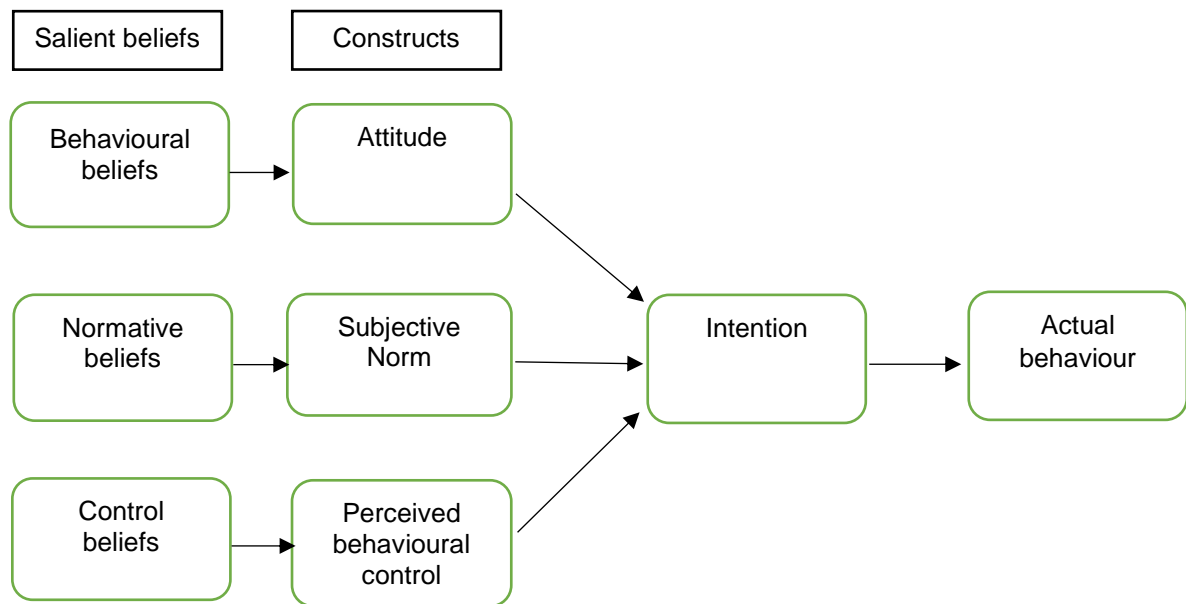 Salient beliefs
Constructs
Behavioural
beliefs
Attitude
Normative
beliefs
Subjective
Norm
Intention
Actual
behaviour
Control
beliefs
Perceived
behavioural
control